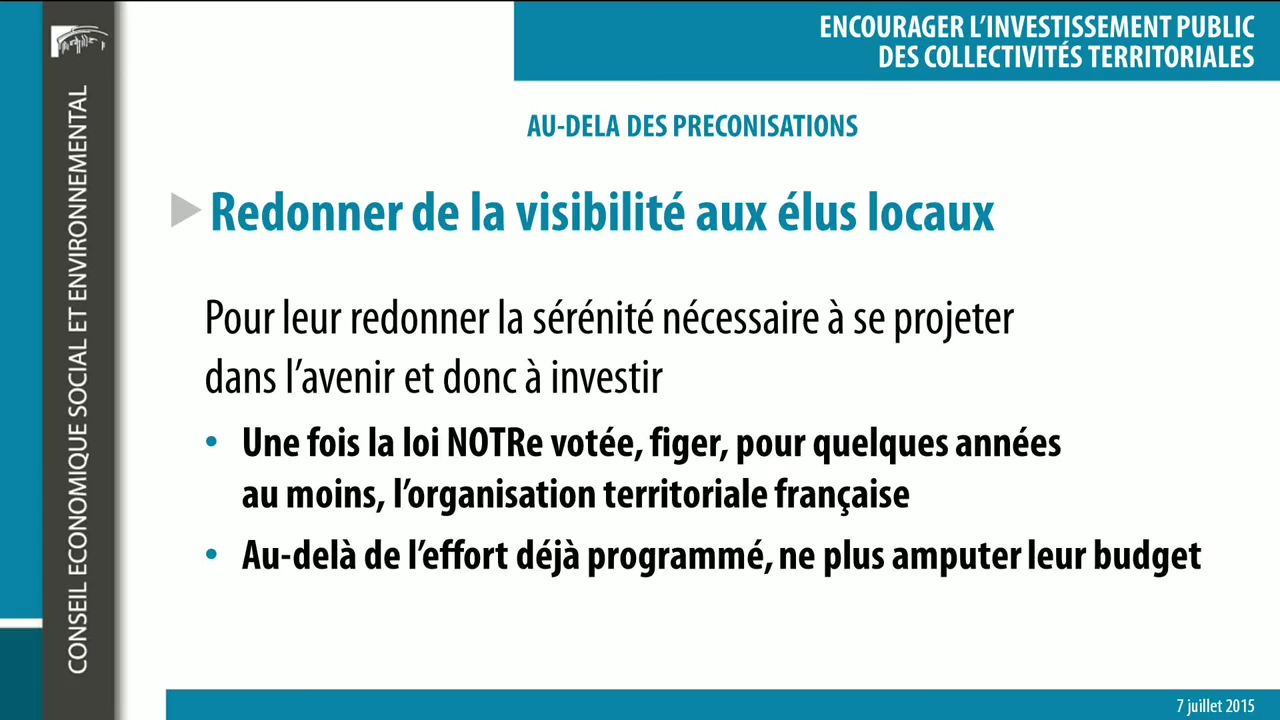 ENCOURAGER L’INVESTISSEMENT PUBLIC
DES COLLECTIVITÉS TERRITORIALES
CONSEIL ECONOMIQUE SOCIAL ET ENVIRONNEMENTAL
AU-DELA DES PRECONISATIONS
Redonner de la visibilité aux élus locaux
Pour leur redonner la sérénité nécessaire à se projeter
dans l’avenir et donc à investir
• Une fois la loi NOTRe votée, figer, pour quelques années
au moins, l’organisation territoriale française
• Au-delà de l’effort déjà programmé, ne plus amputer leur budget
7 juillet 2015